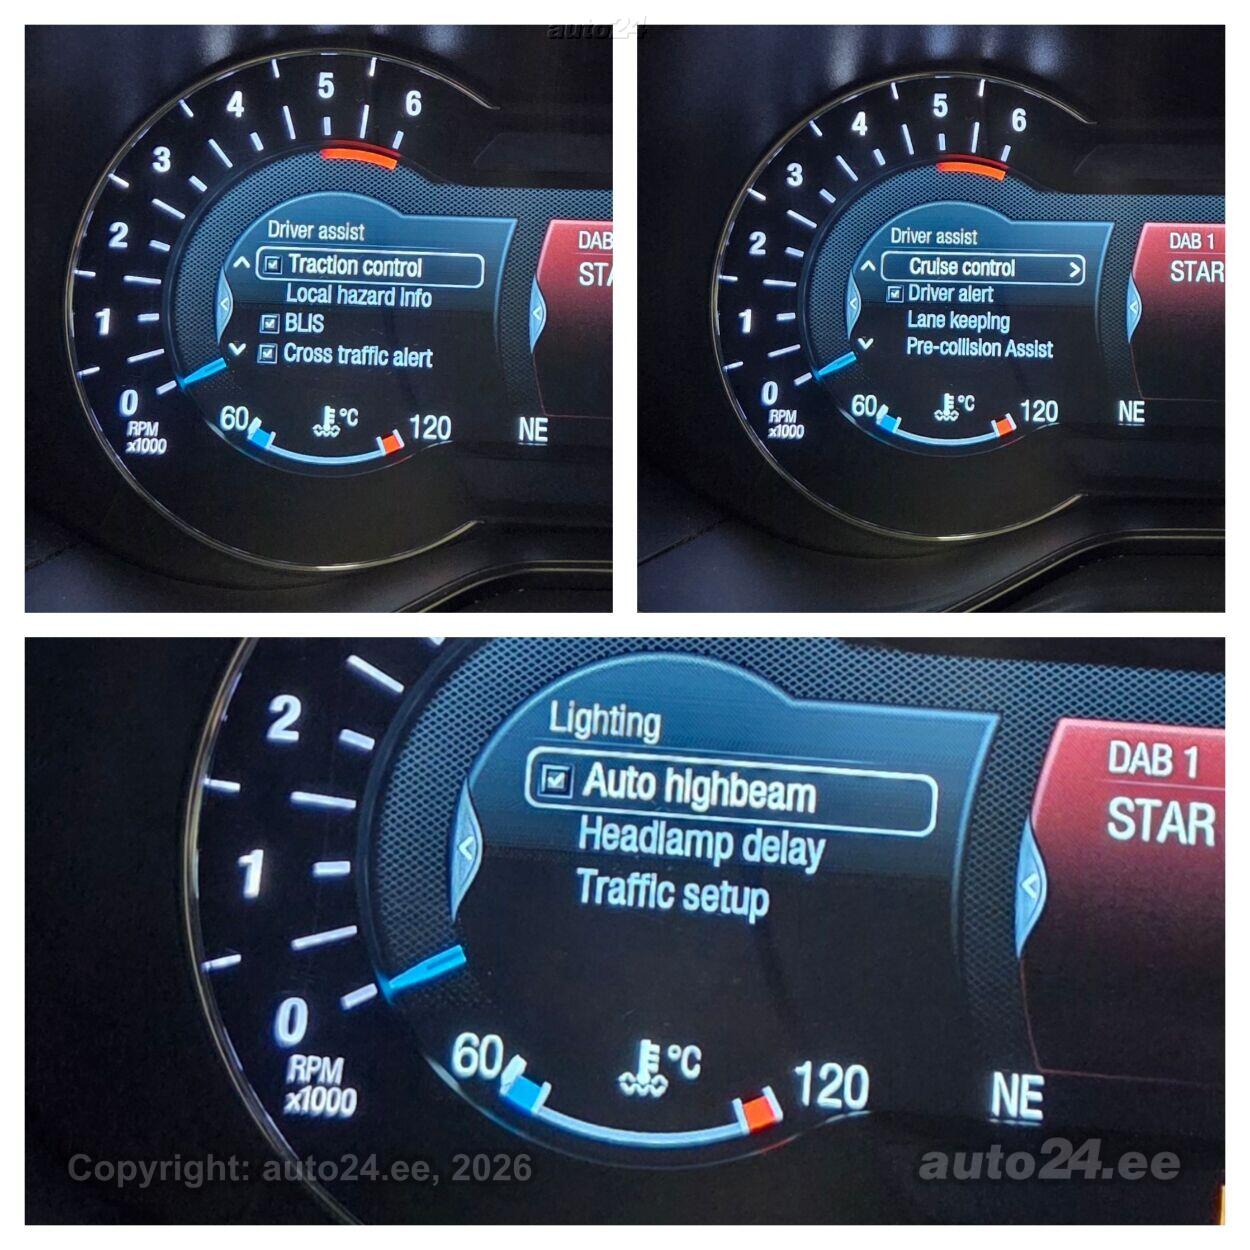 auto24
4 5 6
3
2
1
0
RPM
x1000
Driver assist
Traction control
Local hazard info
BLIS
Cross traffic alert
60 °C 120
DAB
STA
NE
4 5 6
3
2
1
0
RPM
x1000
Driver assist
Cruise control >
Driver alert
Lane keeping
Pre-collision Assist
60 °C 120
DAB 1
STAR
NE
2
1
0
RPM
x1000
Lighting
Auto highbeam
Headlamp delay
Traffic setup
60 °C 120
DAB 1
STAR
NE
Copyright: auto24.ee, 2026
auto24.ee